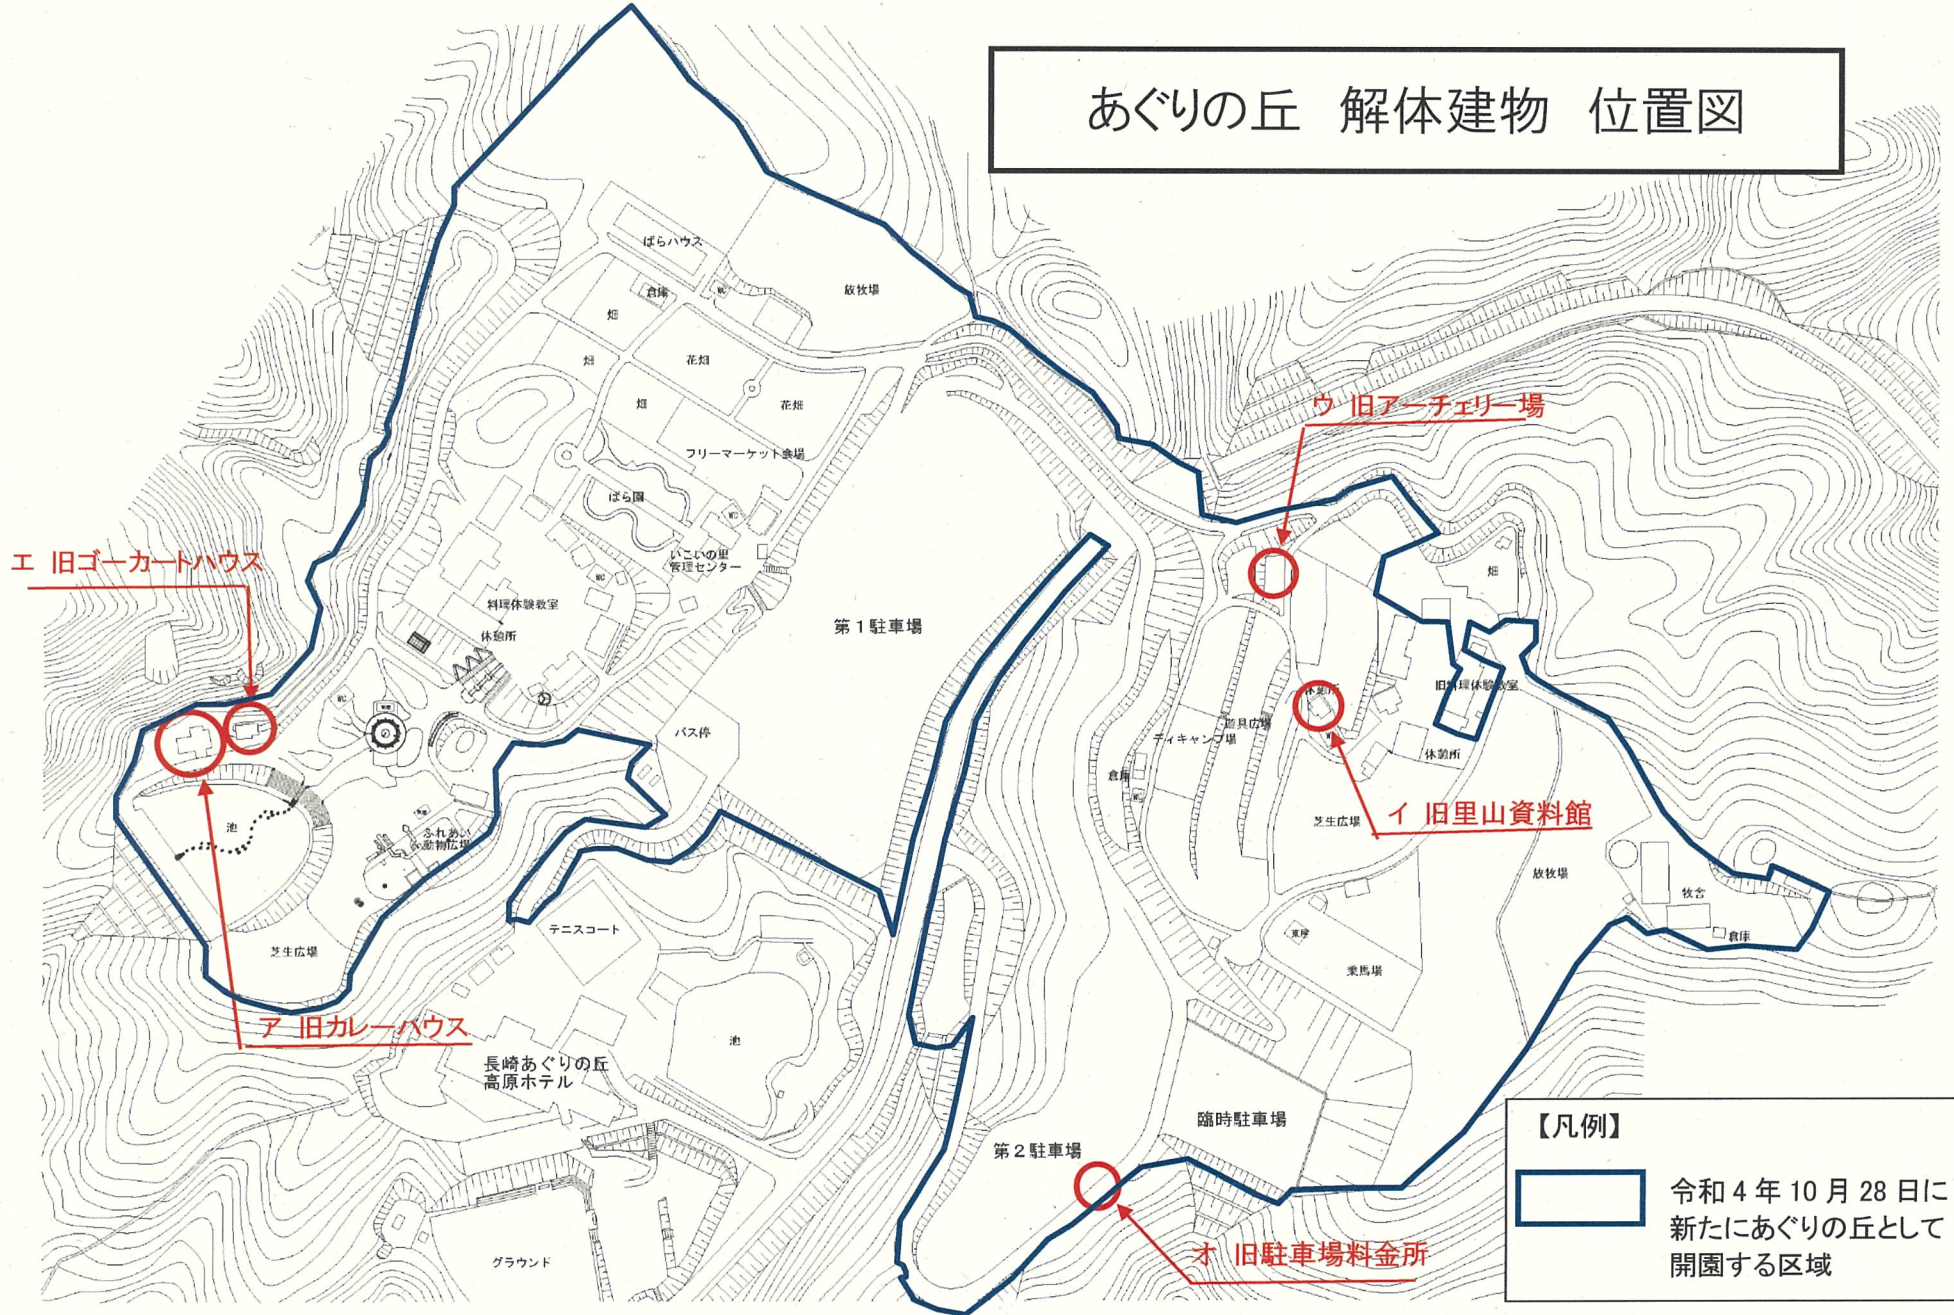 あぐりの丘 解体建物 位置図
ばらハウス
倉庫
WC
放牧場
畑
畑
花畑
畑
花畑
フリーマーケット会場
ばら園
WC
いこいの里
管理センター
WC
料理体験教室
休憩所
第1駐車場
ウ 旧アーチェリー場
エ 旧ゴーカートハウス
畑
旧料理体験教室
休憩所
遊具広場
デイキャンプ場
休憩所
倉庫
WC
バス停
WC
イ 旧里山資料館
芝生広場
池
ふれあい
動物広場
放牧場
牧舎
倉庫
東屋
乗馬場
テニスコート
芝生広場
ア 旧カレーハウス
長崎あぐりの丘
高原ホテル
池
臨時駐車場
第2駐車場
オ 旧駐車場料金所
グラウンド
【凡例】
令和4年10月28日に
新たにあぐりの丘として
開園する区域